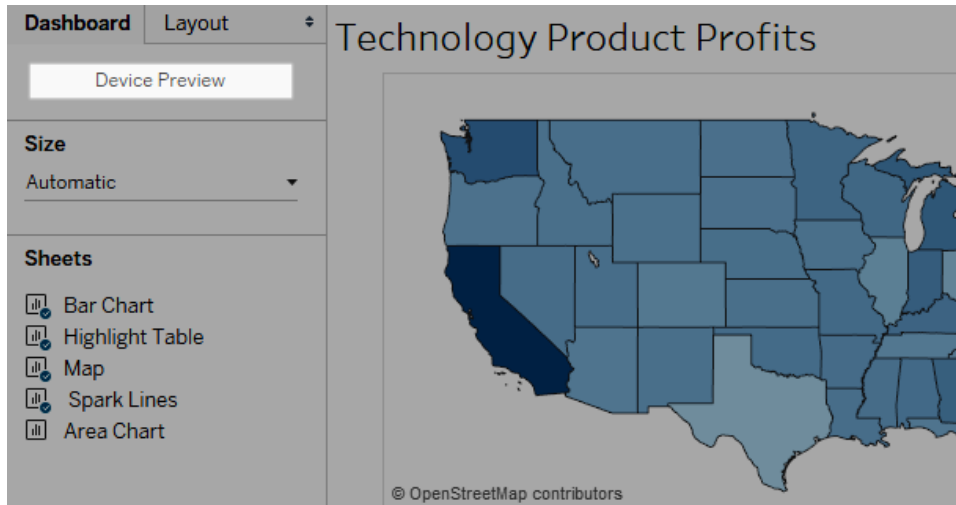 Dashboard Layout
Technology Product Profits
Device Preview
Size
Automatic
Sheets
Bar Chart
Highlight Table
Map
Spark Lines
Area Chart
© OpenStreetMap contributors